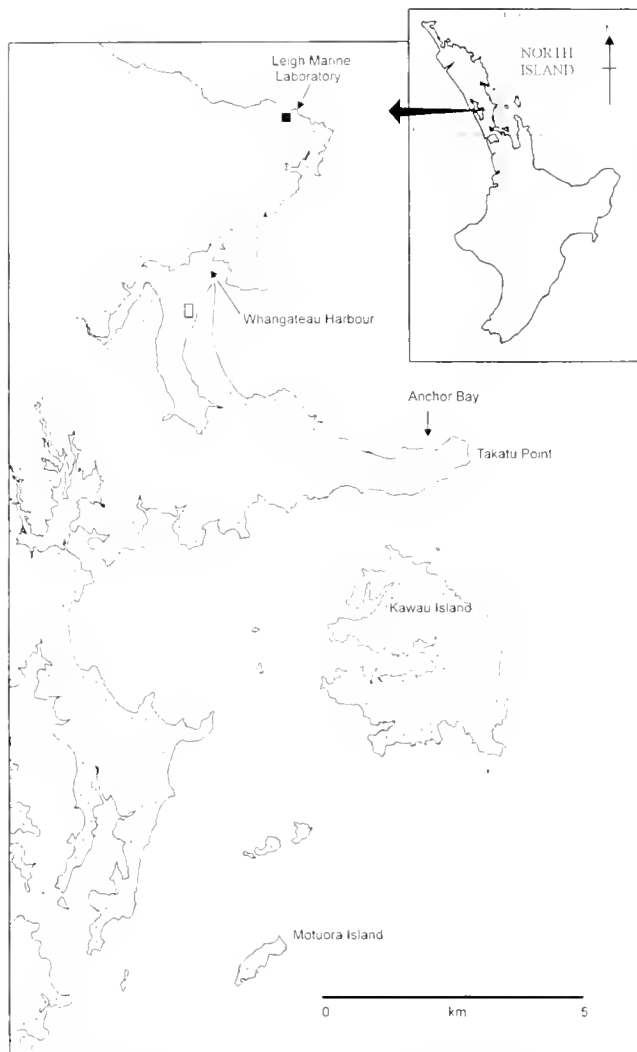 Leigh Marine
Laboratory
NORTH
ISLAND
Whangateau Harbour
Anchor Bay
Takatu Point
Kawau Island
Motuora Island
0 km 5